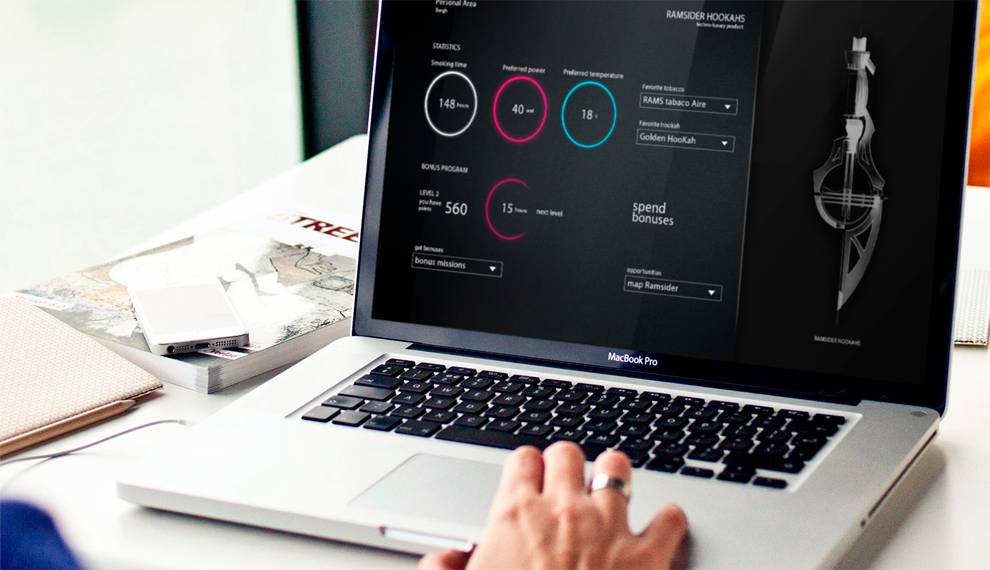 Personal Area
RAMSIDER HOOKAHS
techno-luxury product
STATISTICS
Smoking time
148 hours
Preferred power
40 wat
Preferred temperature
18
Favorite tobacco
RAMS tabaco Aire
Favorite hookah
Golden HooKah
BONUS PROGRAM
LEVEL 2
you have
points
560
15 hours
next level
spend
bonuses
get bonuses
bonus missions
opportunities
map Ramsider
RAMSIDER HOOKAHS
MacBook Pro
TREE